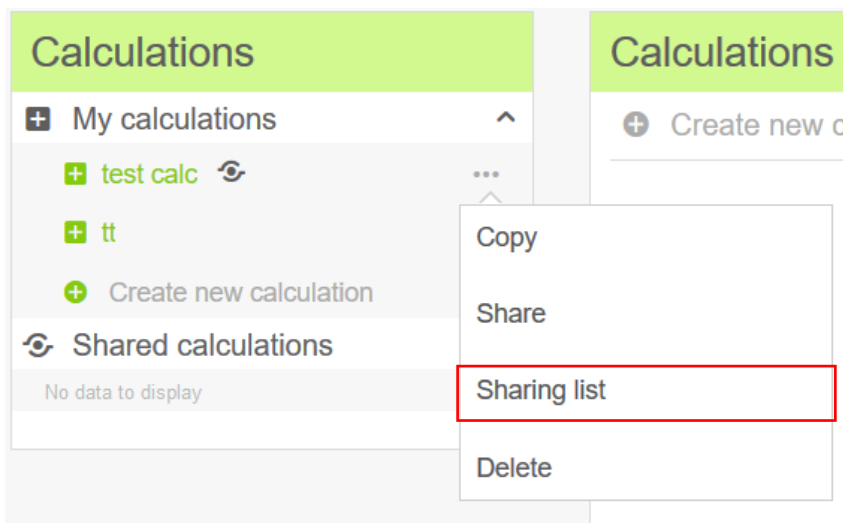 Calculations
My calculations
test calc
tt
Create new calculation
Shared calculations
No data to display
Copy
Share
Sharing list
Delete
Calculations
Create new c